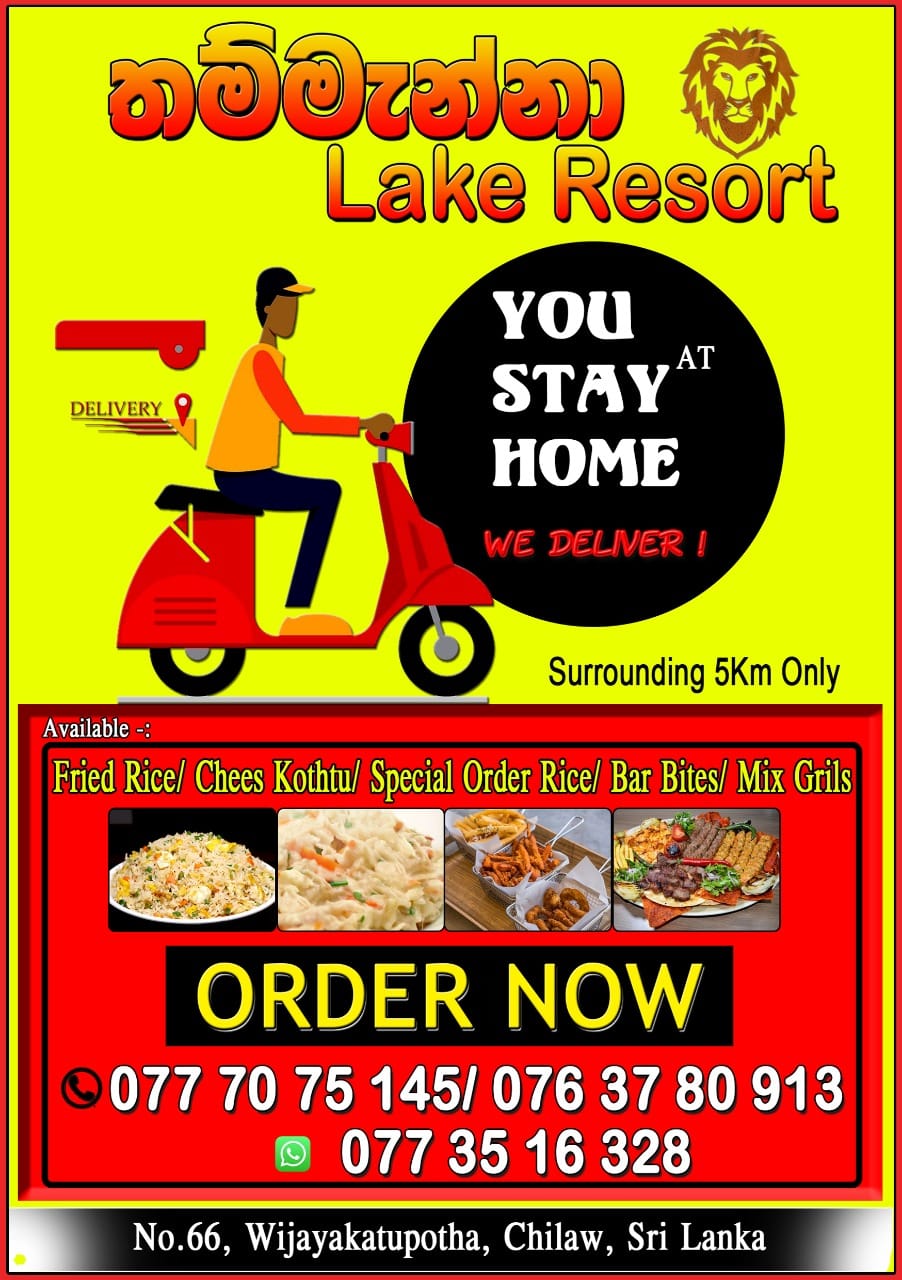 තම්මැන්නා
Lake Resort
YOU
STAY AT
HOME
WE DELIVER !
DELIVERY
Surrounding 5Km Only
Available -:
Fried Rice/ Chees Kothtu/ Special Order Rice/ Bar Bites/ Mix Grils
ORDER NOW
077 70 75 145/ 076 37 80 913
077 35 16 328
No.66, Wijayakatupotha, Chilaw, Sri Lanka